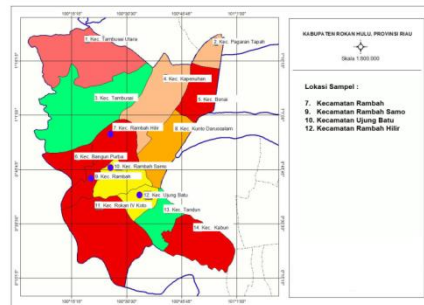 1. Kec. Tambusai Utara
2. Kec. Pagaran Tapah
4. Kec. Kepenuhan
3. Kec. Tambusai
5. Kec. Bonai
7. Kec. Rambah Hilir
8. Kec. Kunto Darussalam
6. Kec. Bangun Purba
10. Kec. Rambah Samo
9. Kec. Rambah
12. Kec. Ujung Batu
11. Kec. Rokan IV Koto
13. Kec. Tandun
14. Kec. Kabun
KABUPATEN ROKAN HULU, PROVINSI RIAU
Skala 1:000.000
Lokasi Sampel :
7. Kecamatan Rambah
9. Kecamatan Rambah Samo
10. Kecamatan Ujung Batu
12. Kecamatan Rambah Hilir